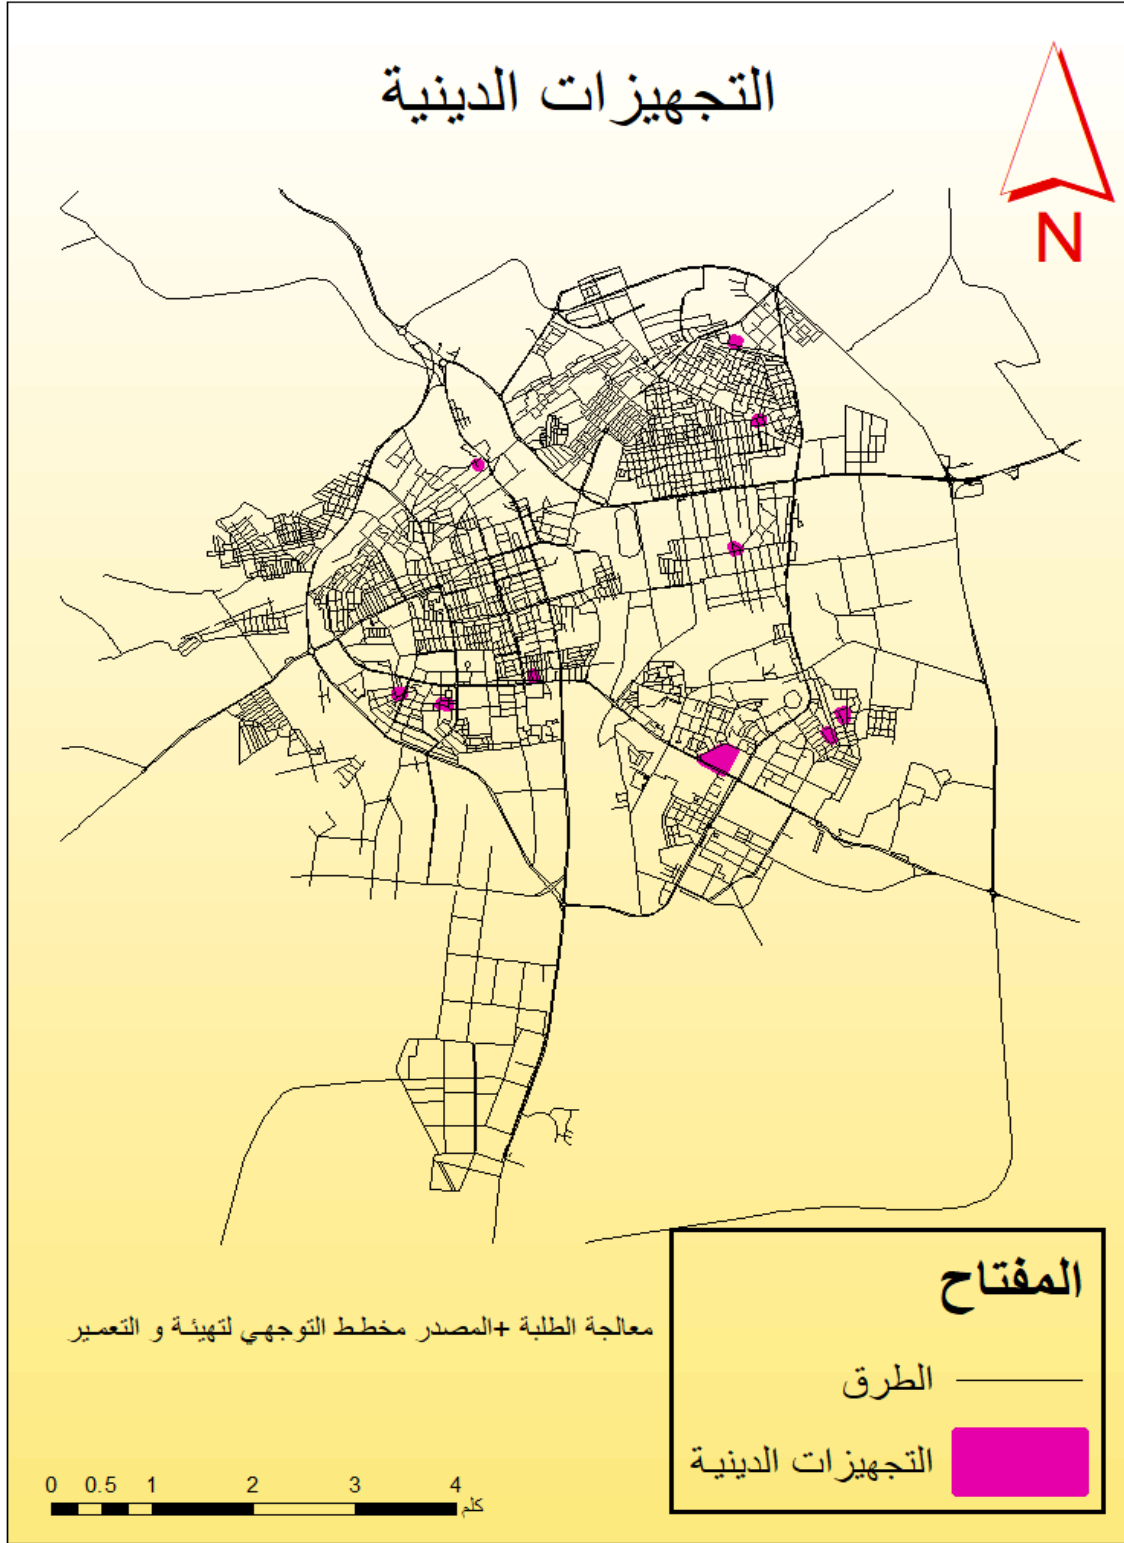 التجهيزات الدينية
N
المفتاح
الطرق
التجهيزات الدينية
معالجة الطلبة +المصدر مخطط التوجهي لتهيئة و التعمير
0 0.5 1 2 3 4
كلم